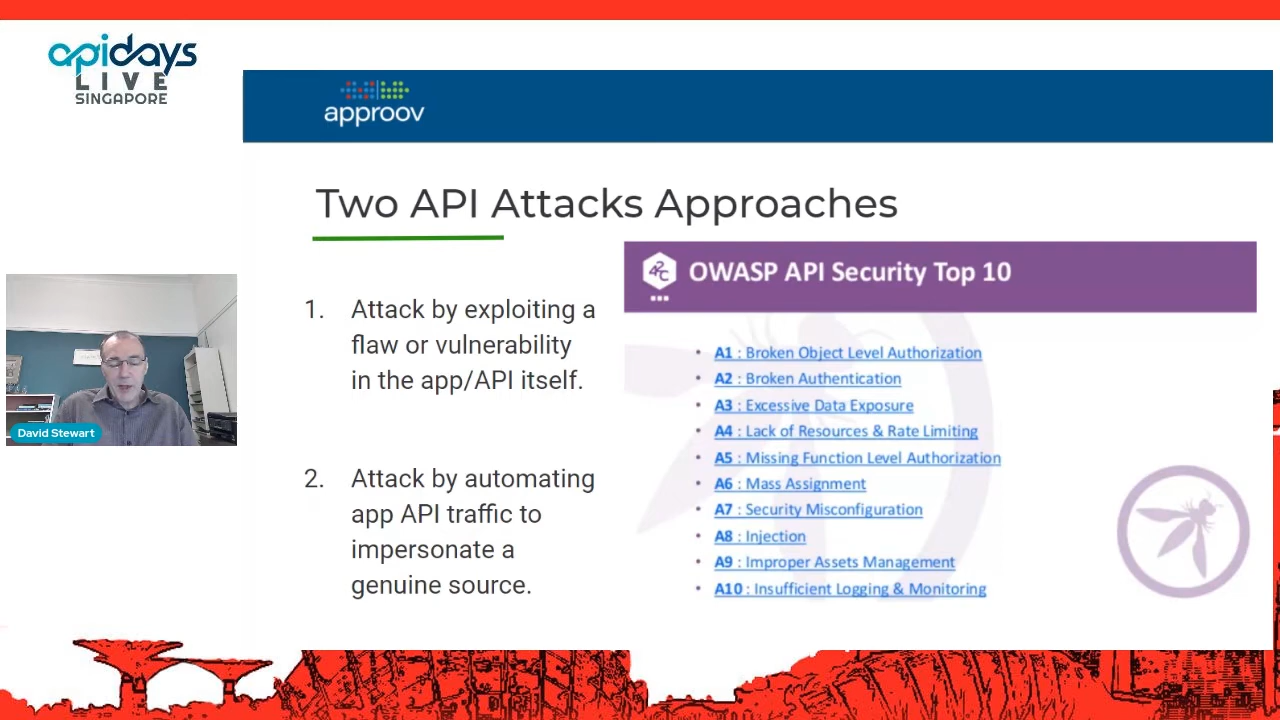 apidays
LIVE
SINGAPORE
approov
Two API Attacks Approaches
1. Attack by exploiting a
flaw or vulnerability
in the app/API itself.
2. Attack by automating
app API traffic to
impersonate a
genuine source.
42C
OWASP API Security Top 10
• A1 : Broken Object Level Authorization
• A2 : Broken Authentication
• A3 : Excessive Data Exposure
• A4 : Lack of Resources & Rate Limiting
• A5 : Missing Function Level Authorization
• A6 : Mass Assignment
• A7 : Security Misconfiguration
• A8 : Injection
• A9 : Improper Assets Management
• A10 : Insufficient Logging & Monitoring
David Stewart